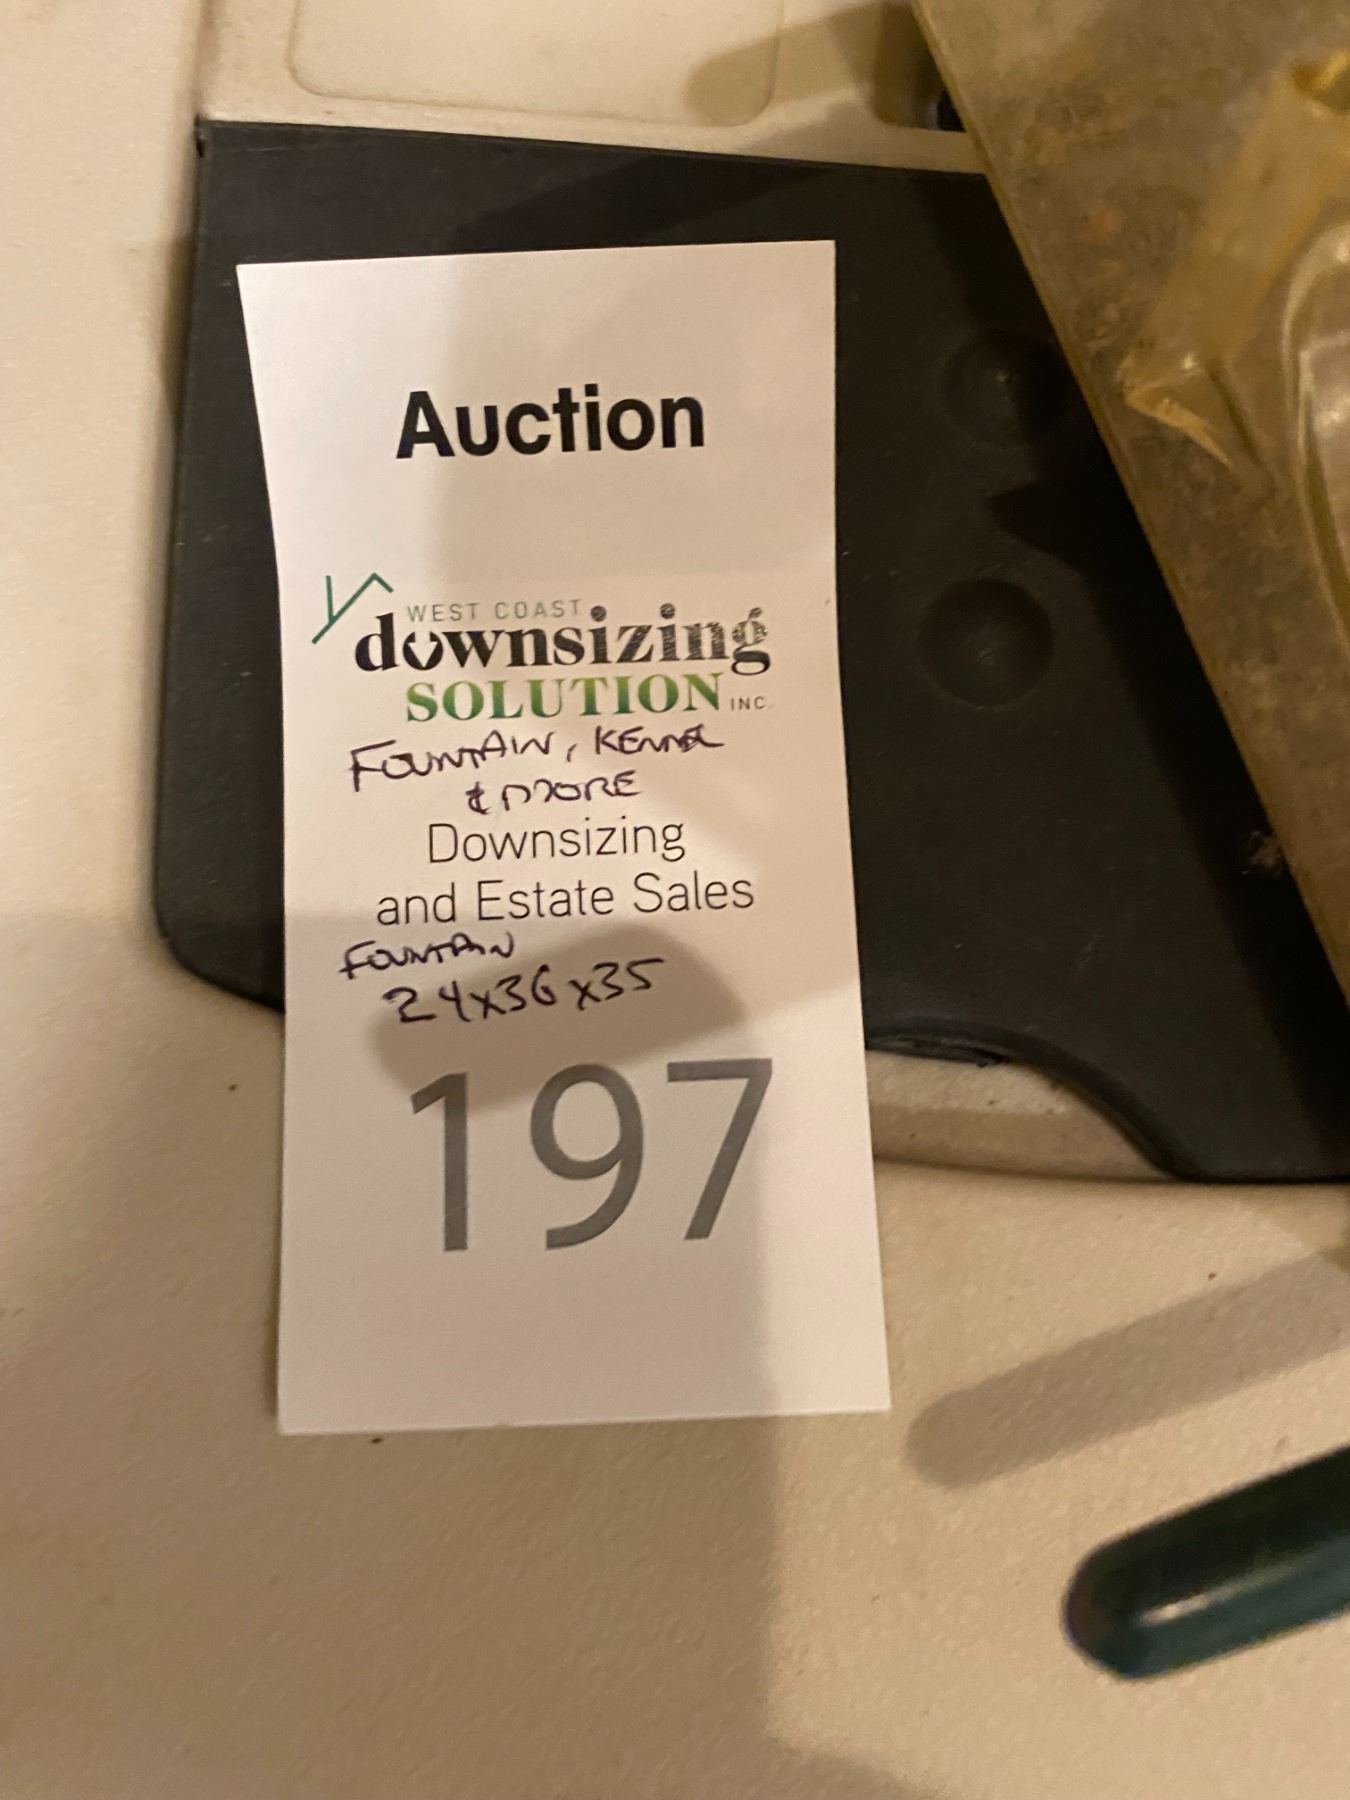 Auction
WEST COAST
downsizing
SOLUTION INC.
FOUNTAIN, KENNEL
& MORE
Downsizing
and Estate Sales
FOUNTAIN
24x36x35
197